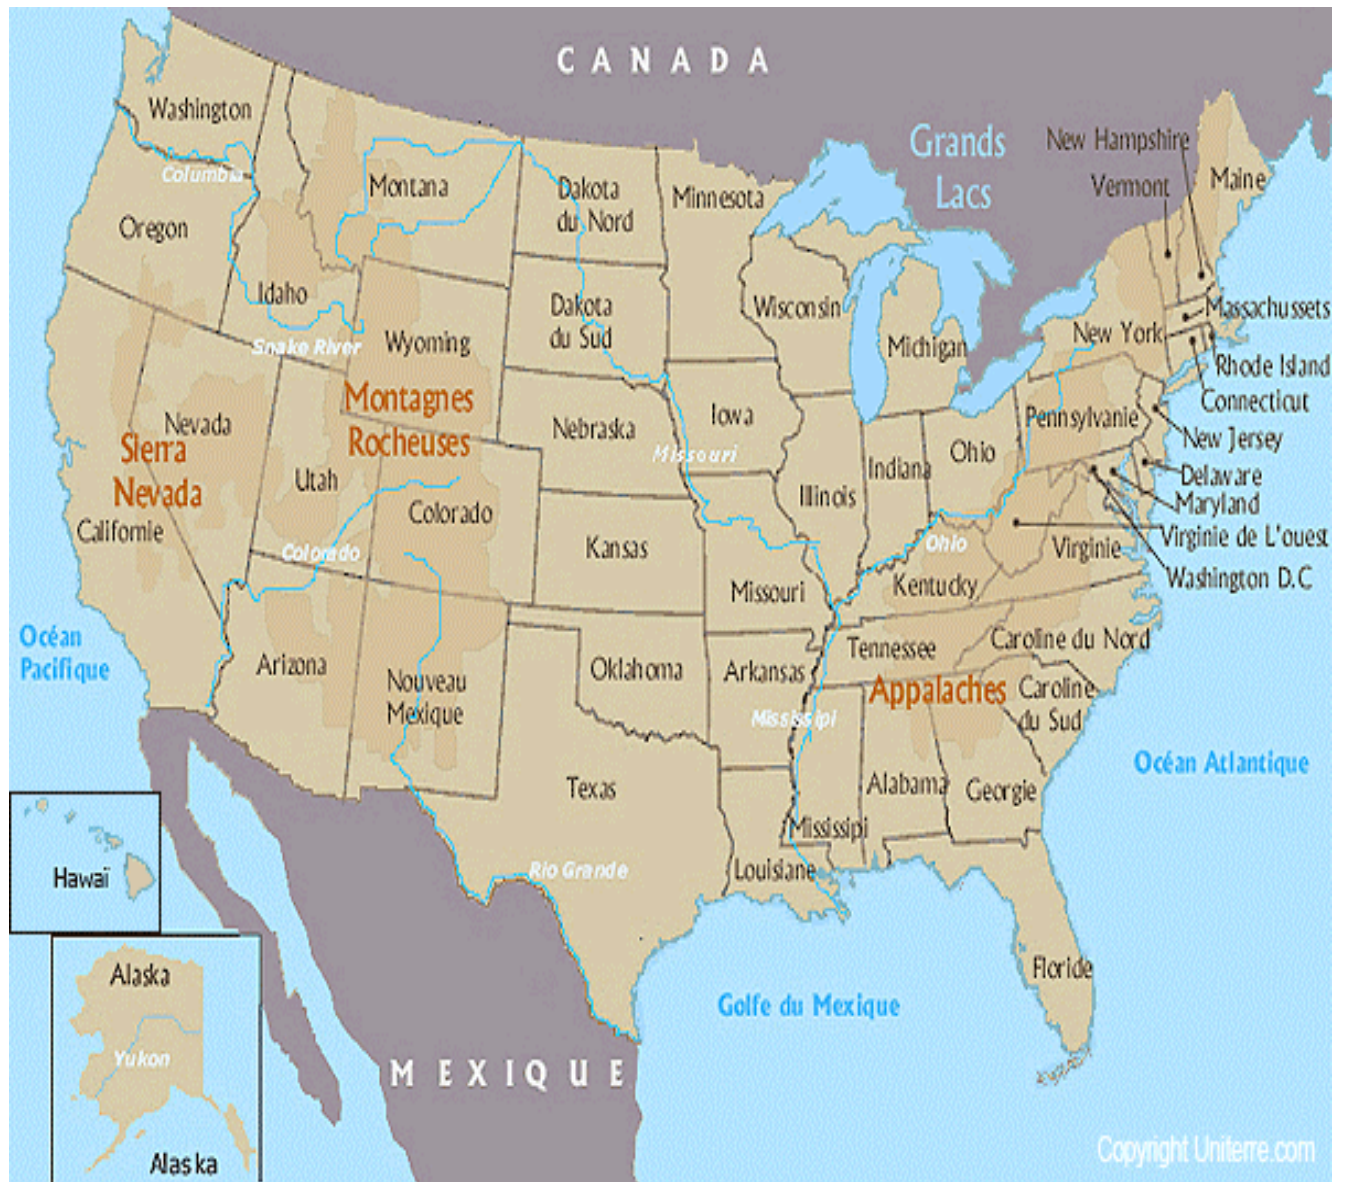 CANADA
Washington
Columbia
Montana
Dakota
du Nord
Minnesota
Grands
Lacs
New Hampshire
Vermont
Maine
Oregon
Idaho
Snake River
Wyoming
Dakota
du Sud
Wisconsin
Michigan
New York
Massachussets
Rhode Island
Connecticut
New Jersey
Delaware
Maryland
Virginie de L'ouest
Washington D.C
Montagnes
Rocheuses
Nebraska
Iowa
Missouri
Pennsylvanie
Ohio
Indiana
Illinois
Nevada
Sierra
Nevada
Utah
Colorado
Californie
Colorado
Kansas
Missouri
Ohio
Kentucky
Virginie
Océan
Pacifique
Arizona
Nouveau
Mexique
Oklahoma
Arkansas
Tennessee
Caroline du Nord
Appalaches
Caroline
du Sud
Mississipi
Océan Atlantique
Texas
Alabama
Georgie
Mississipi
Louisiane
Rio Grande
Hawaï
Floride
Golfe du Mexique
Alaska
Yukon
Alaska
MEXIQUE
Copyright Uniterre.com